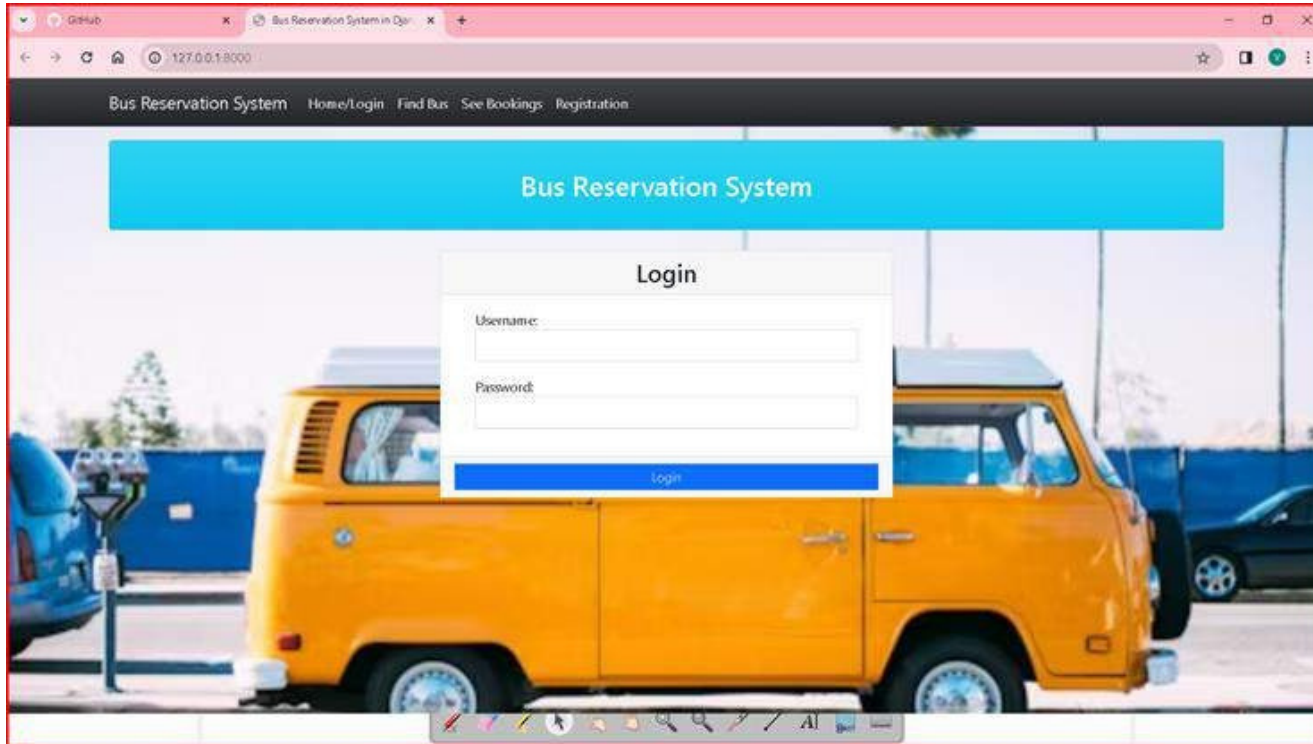 GitHub
Bus Reservation System in Djan
127.0.0.1:8000
Bus Reservation System Home/Login Find Bus See Bookings Registration
Bus Reservation System
Login
Username:
Password:
Login
A